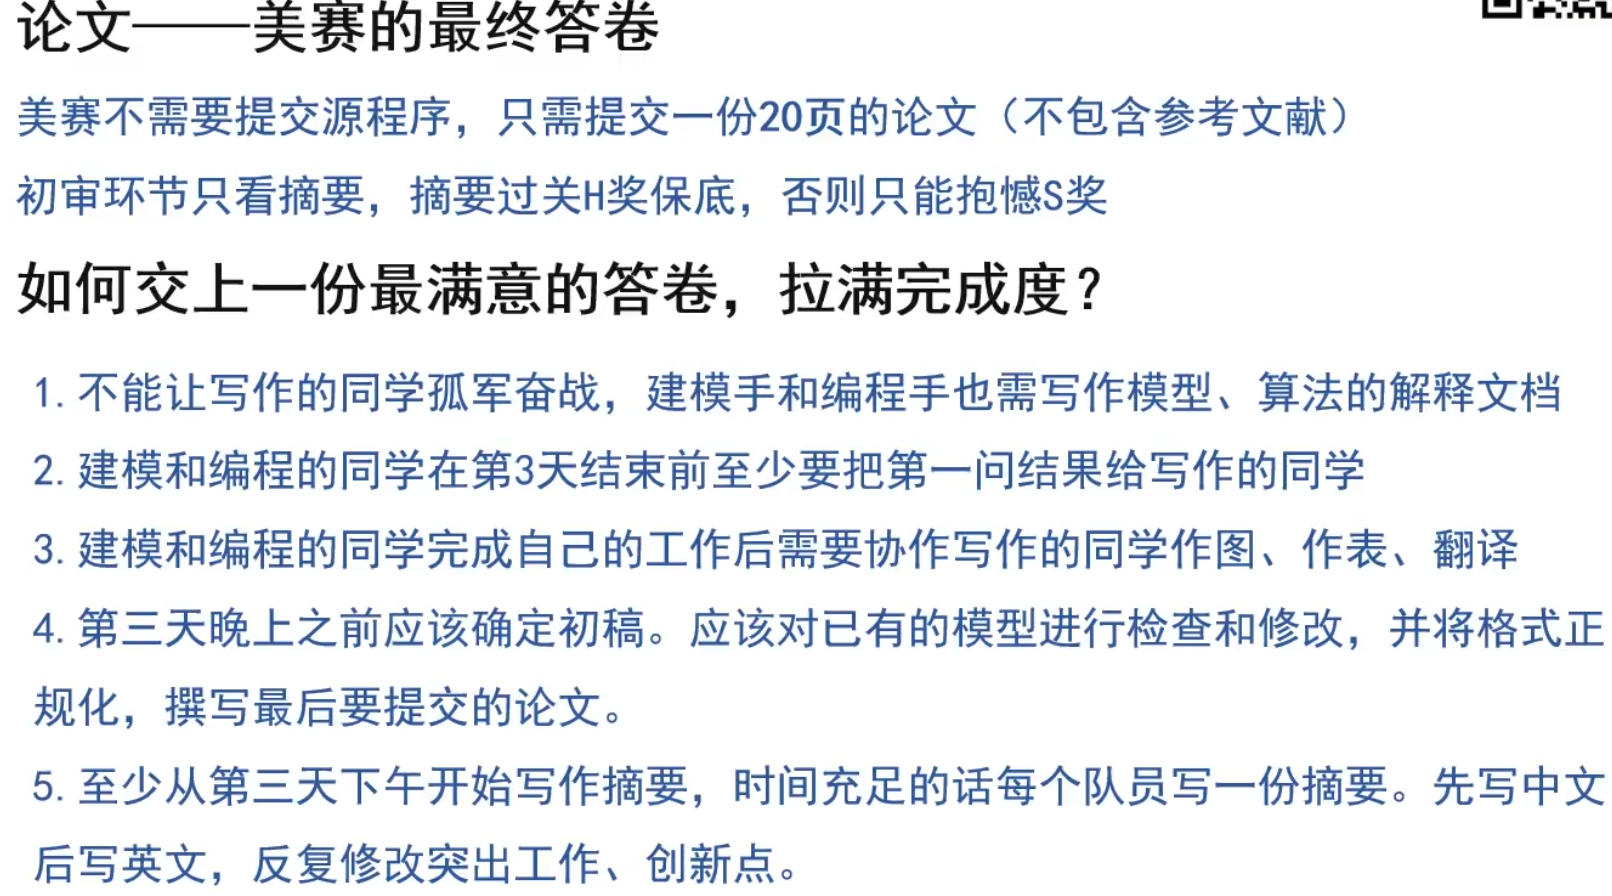 论文——美赛的最终答卷
美赛不需要提交源程序，只需提交一份20页的论文（不包含参考文献）
初审环节只看摘要，摘要过关H奖保底，否则只能抱憾S奖
如何交上一份最满意的答卷，拉满完成度？
1. 不能让写作的同学孤军奋战，建模手和编程手也需写作模型、算法的解释文档
2. 建模和编程的同学在第3天结束前至少要把第一问结果给写作的同学
3. 建模和编程的同学完成自己的工作后需要协作写作的同学作图、作表、翻译
4. 第三天晚上之前应该确定初稿。应该对已有的模型进行检查和修改，并将格式正
规化，撰写最后要提交的论文。
5. 至少从第三天下午开始写作摘要，时间充足的话每个队员写一份摘要。先写中文
后写英文，反复修改突出工作、创新点。